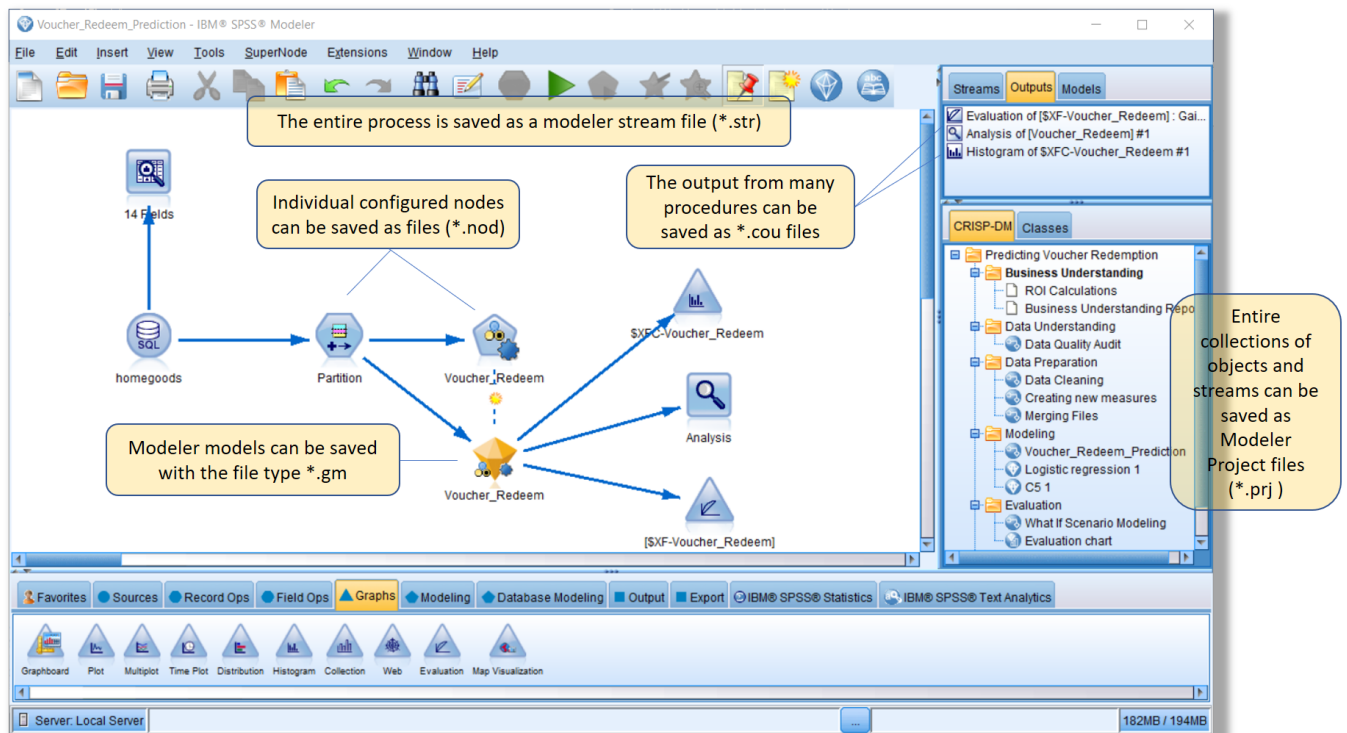 Voucher_Redeem_Prediction - IBM® SPSS® Modeler
File Edit Insert View Tools SuperNode Extensions Window Help
The entire process is saved as a modeler stream file (*.str)
14 Fields
Individual configured nodes
can be saved as files (*.nod)
The output from many
procedures can be
saved as *.cou files
SQL
homegoods
Partition
Voucher_Redeem
$XFC-Voucher_Redeem
Analysis
Modeler models can be saved
with the file type *.gm
Voucher_Redeem
[$XF-Voucher_Redeem]
Streams Outputs Models
Evaluation of [$XF-Voucher_Redeem] : Gai...
Analysis of [Voucher_Redeem] #1
Histogram of $XFC-Voucher_Redeem #1
CRISP-DM Classes
Predicting Voucher Redemption
Business Understanding
ROI Calculations
Business Understanding Repo
Data Understanding
Data Quality Audit
Data Preparation
Data Cleaning
Creating new measures
Merging Files
Modeling
Voucher_Redeem_Prediction
Logistic regression 1
C5 1
Evaluation
What If Scenario Modeling
Evaluation chart
Entire
collections of
objects and
streams can be
saved as
Modeler
Project files
(*.prj )
Favorites Sources Record Ops Field Ops Graphs Modeling Database Modeling Output Export IBM® SPSS® Statistics IBM® SPSS® Text Analytics
Graphboard Plot Multiplot Time Plot Distribution Histogram Collection Web Evaluation Map Visualization
Server: Local Server ... 182MB / 194MB